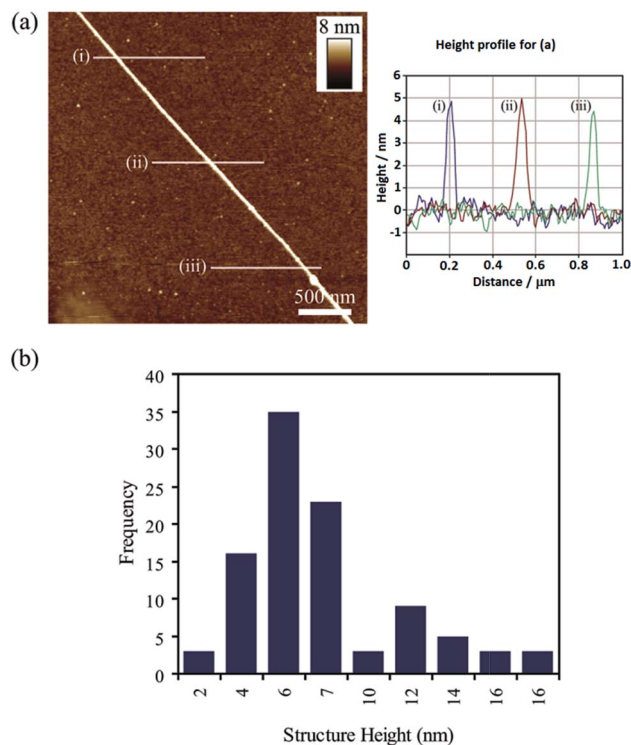 (a)
8 nm
(i)
(ii)
(iii)
500 nm
Height profile for (a)
6
5
4
3
2
1
0
-1
(i)
(ii)
(iii)
Height / nm
0
0.2
0.4
0.6
0.8
1.0
Distance / μm
(b)
40
35
30
25
20
15
10
5
0
Frequency
2
4
6
7
10
12
14
16
16
Structure Height (nm)